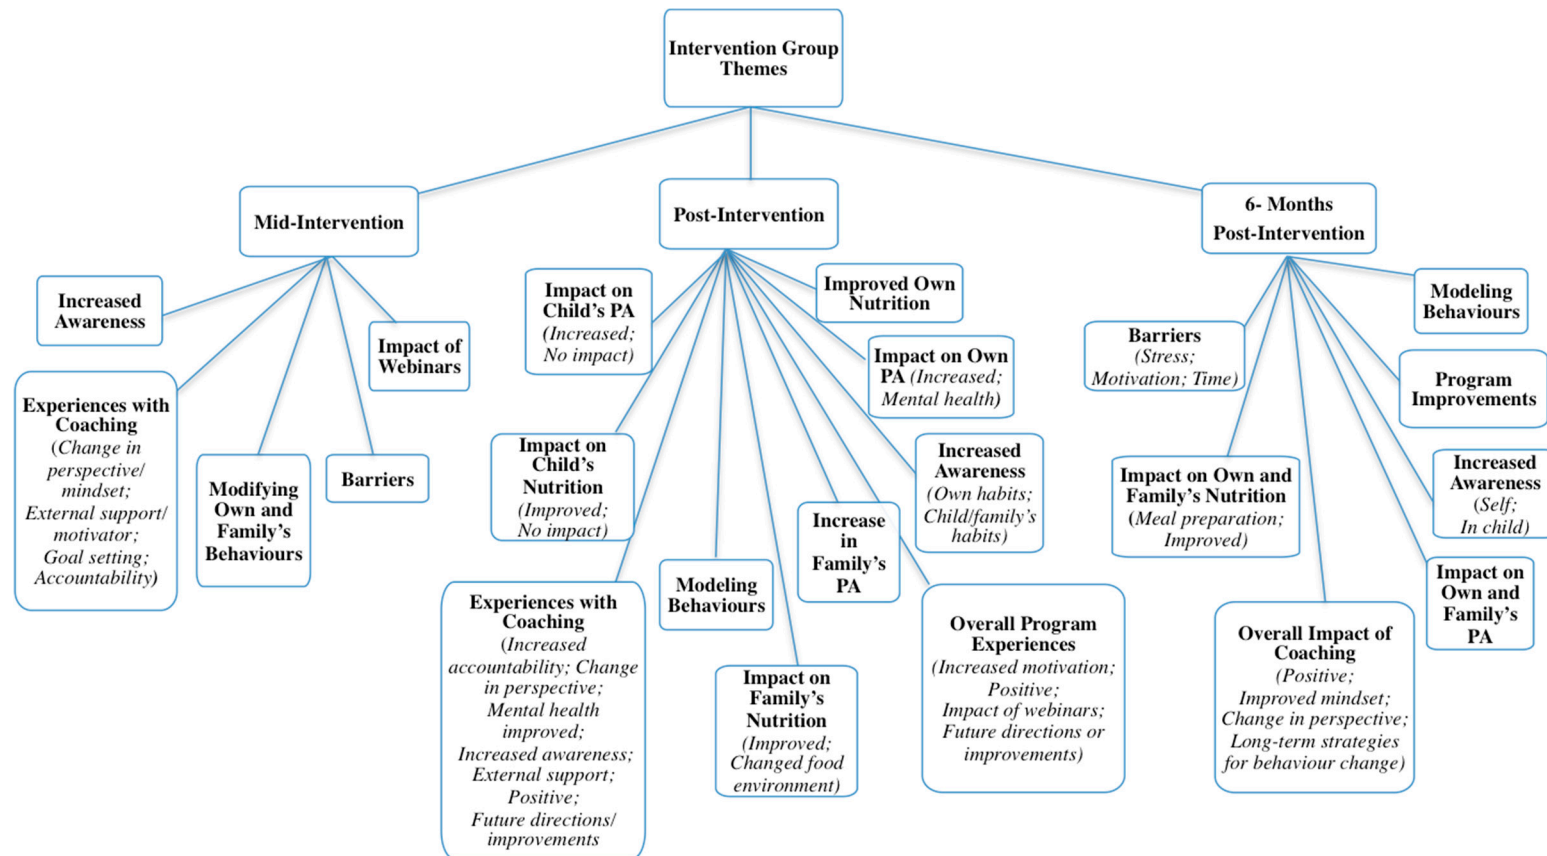 Intervention Group
Themes
Mid-Intervention
Post-Intervention
6- Months
Post-Intervention
Increased
Awareness
Experiences with
Coaching
(Change in
perspective/
mindset;
External support/
motivator;
Goal setting;
Accountability)
Modifying
Own and
Family's
Behaviours
Barriers
Impact of
Webinars
Impact on
Child's PA
(Increased;
No impact)
Impact on
Child's
Nutrition
(Improved;
No impact)
Experiences with
Coaching
(Increased
accountability; Change
in perspective;
Mental health
improved;
Increased awareness;
External support;
Positive;
Future directions/
improvements
Modeling
Behaviours
Impact on
Family's
Nutrition
(Improved;
Changed food
environment)
Increase
in
Family's
PA
Overall Program
Experiences
(Increased motivation;
Positive;
Impact of webinars;
Future directions or
improvements)
Increased
Awareness
(Own habits;
Child/family's
habits)
Impact on Own
PA (Increased;
Mental health)
Improved Own
Nutrition
Barriers
(Stress;
Motivation; Time)
Impact on Own and
Family's Nutrition
(Meal preparation;
Improved)
Overall Impact of
Coaching
(Positive;
Improved mindset;
Change in perspective;
Long-term strategies
for behaviour change)
Impact on
Own and
Family's
PA
Increased
Awareness
(Self;
In child)
Program
Improvements
Modeling
Behaviours